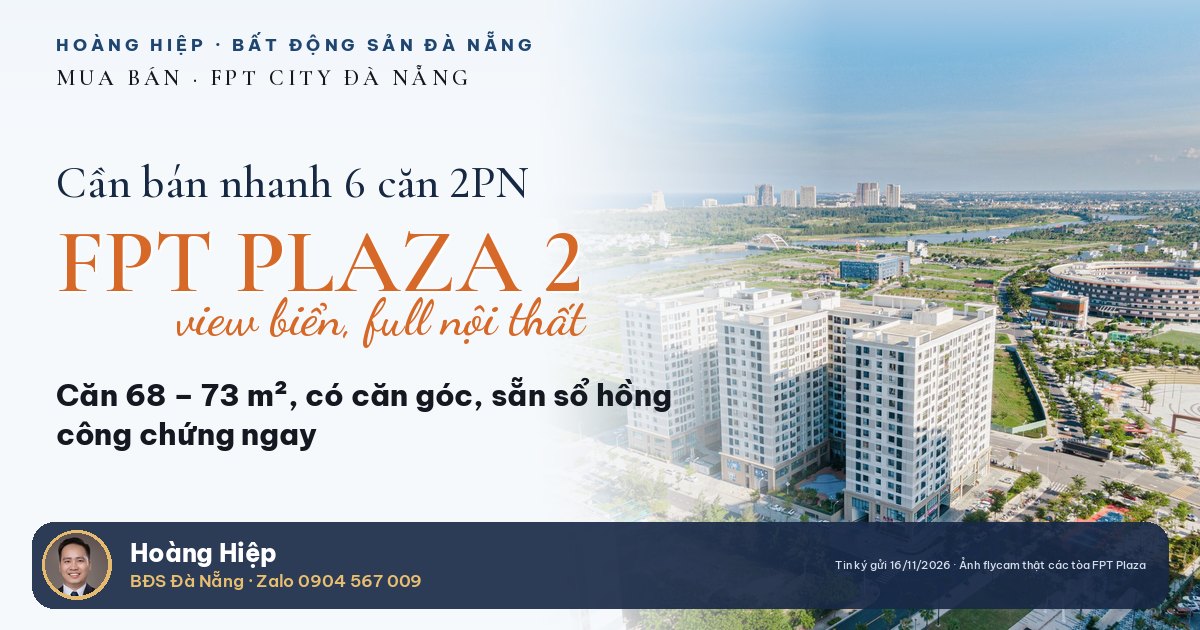 HOÀNG HIỆP · BẤT ĐỘNG SẢN ĐÀ NẴNG
MUA BÁN · FPT CITY ĐÀ NẴNG
Cần bán nhanh 6 căn 2PN
FPT PLAZA 2
view biển, full nội thất
Căn 68 – 73 m², có căn góc, sẵn sổ hồng
công chứng ngay
Hoàng Hiệp
BĐS Đà Nẵng · Zalo 0904 567 009
Tin ký gửi 16/11/2026 · Ảnh flycam thật các tòa FPT Plaza